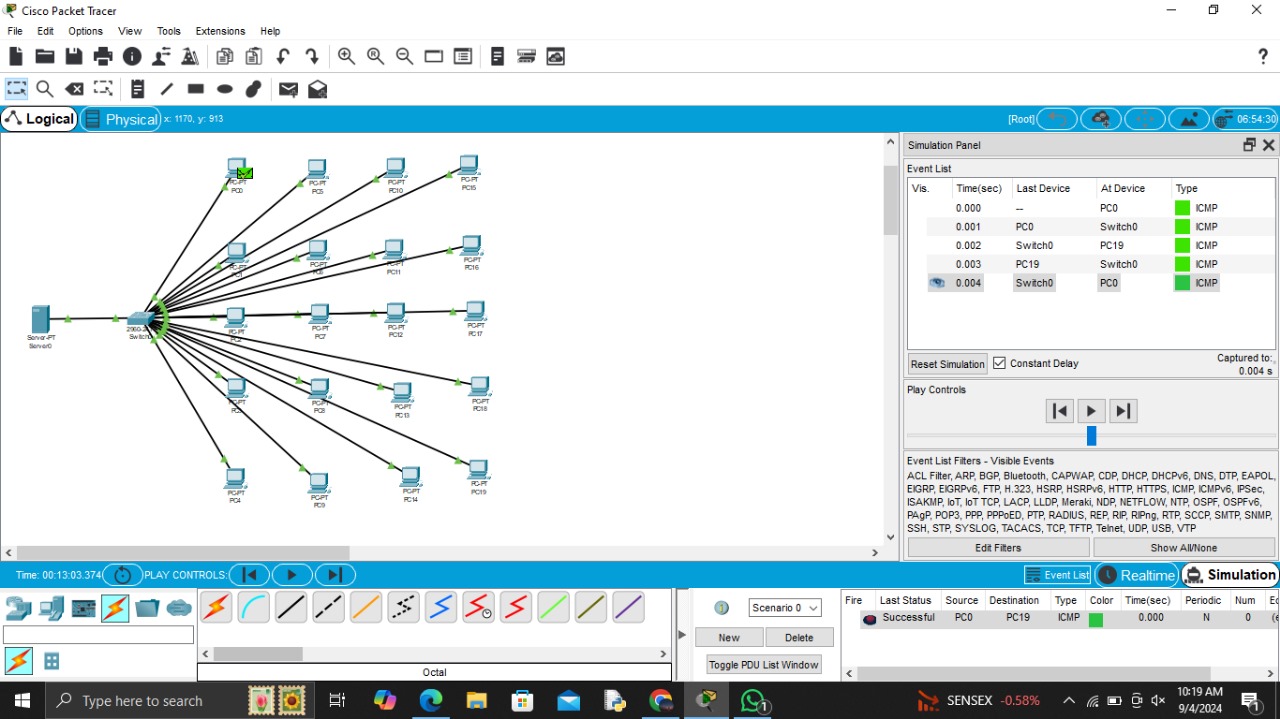 Cisco Packet Tracer
File Edit Options View Tools Extensions Help
?
Logical Physical x: 1170, y: 913 [Root] 06:54:30
PC-PT
PC0
PC-PT
PC5
PC-PT
PC10
PC-PT
PC15
PC-PT
PC1
PC-PT
PC6
PC-PT
PC11
PC-PT
PC16
Server-PT
Server0
Switch0
PC-PT
PC2
PC-PT
PC7
PC-PT
PC12
PC-PT
PC17
PC-PT
PC-PT
PC8
PC-PT
PC13
PC-PT
PC18
PC-PT
PC4
PC-PT
PC9
PC-PT
PC14
PC-PT
PC19
Simulation Panel
Event List
Vis. Time(sec) Last Device At Device Type
0.000 -- PC0 ICMP
0.001 PC0 Switch0 ICMP
0.002 Switch0 PC19 ICMP
0.003 PC19 Switch0 ICMP
0.004 Switch0 PC0 ICMP
Reset Simulation Constant Delay Captured to:
0.004 s
Play Controls
Event List Filters - Visible Events
ACL Filter, ARP, BGP, Bluetooth, CAPWAP, CDP, DHCP, DHCPv6, DNS, DTP, EAPOL,
EIGRP, EIGRPv6, FTP, H.323, HSRP, HSRPv6, HTTP, HTTPS, ICMP, ICMPv6, IPSec,
ISAKMP, IoT, IoT TCP, LACP, LLDP, Meraki, NDP, NETFLOW, NTP, OSPF, OSPFv6,
PAgP, POP3, PPP, PPPoED, PTP, RADIUS, REP, RIP, RIPng, RTP, SCCP, SMTP, SNMP,
SSH, STP, SYSLOG, TACACS, TCP, TFTP, Telnet, UDP, USB, VTP
Edit Filters Show All/None
Time: 00:13:03.374 PLAY CONTROLS: Event List Realtime Simulation
Octal
Scenario 0
New Delete
Toggle PDU List Window
Fire Last Status Source Destination Type Color Time(sec) Periodic Num
Successful PC0 PC19 ICMP 0.000 N 0
Type here to search
SENSEX -0.58%
10:19 AM
9/4/2024
1
1